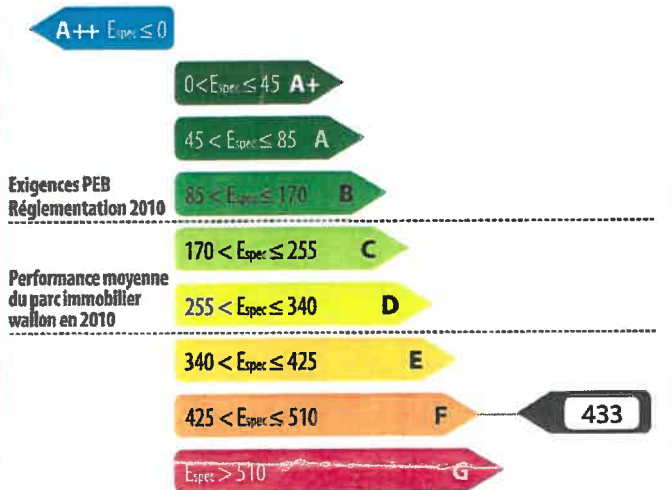 A++ Espec ≤ 0
0 < Espec ≤ 45 A+
45 < Espec ≤ 85 A
Exigences PEB
Réglementation 2010
85 < Espec ≤ 170 B
170 < Espec ≤ 255 C
Performance moyenne
du parc immobilier
wallon en 2010
255 < Espec ≤ 340 D
340 < Espec ≤ 425 E
425 < Espec ≤ 510 F
433
Espec > 510 G